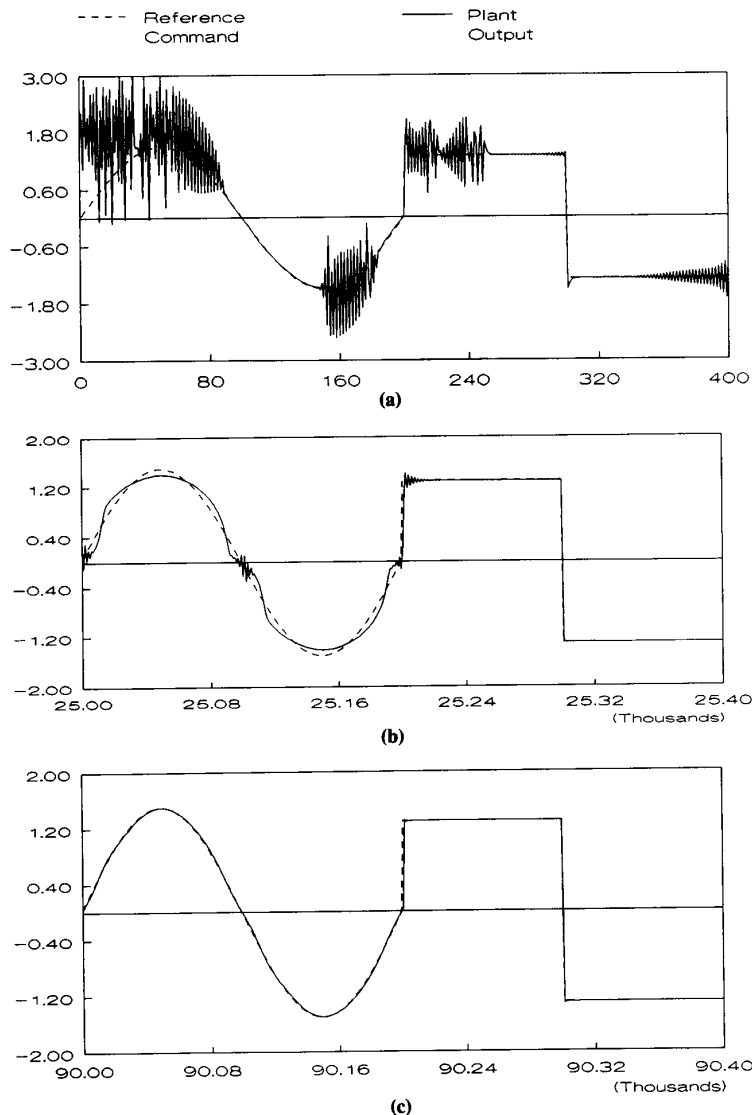 Reference Command
Plant Output
3.00
1.80
0.60
−0.60
−1.80
−3.00
0 80 160 240 320 400
(a)
2.00
1.20
0.40
−0.40
−1.20
−2.00
25.00 25.08 25.16 25.24 25.32 25.40
(Thousands)
(b)
2.00
1.20
0.40
−0.40
−1.20
−2.00
90.00 90.08 90.16 90.24 90.32 90.40
(Thousands)
(c)